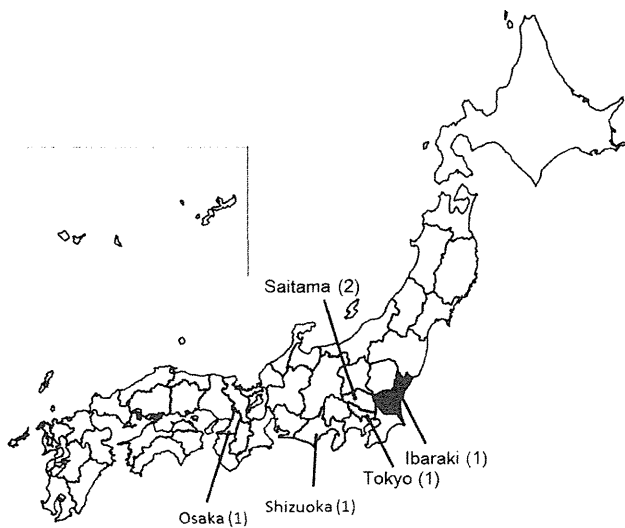 Saitama (2)
Ibaraki (1)
Tokyo (1)
Shizuoka (1)
Osaka (1)